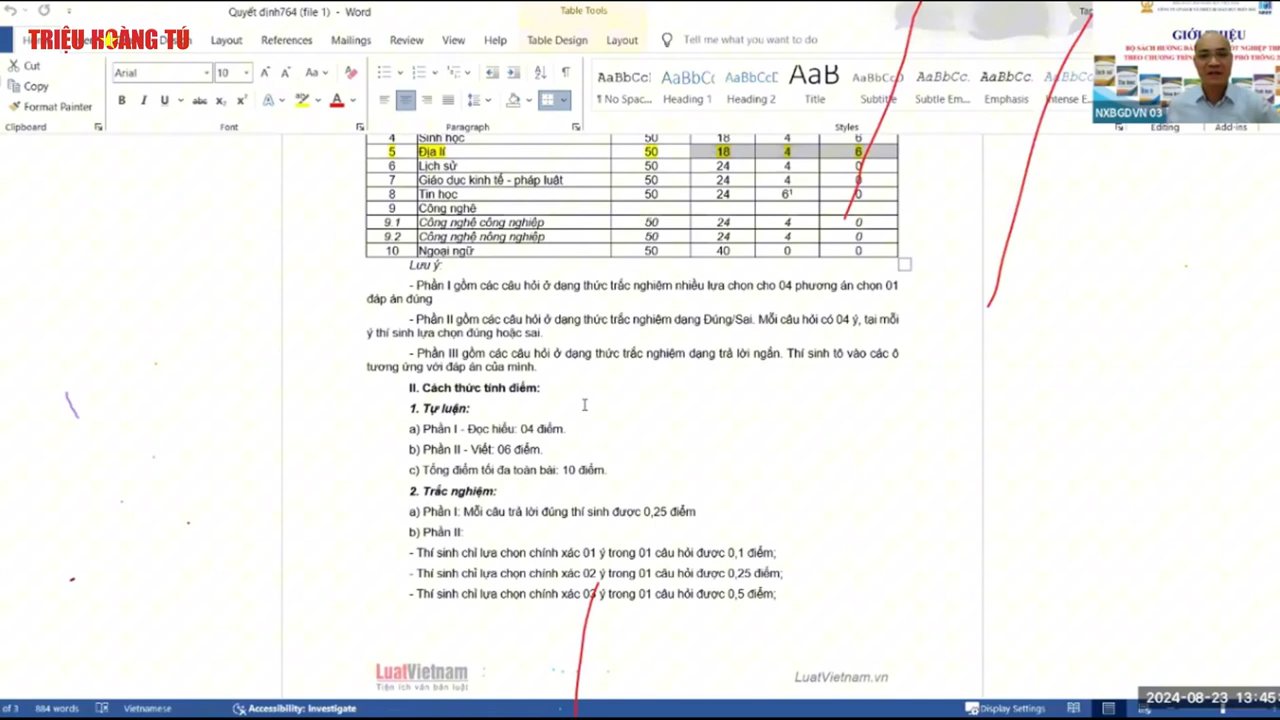 Quyết định764 (file 1) - Word
Table Tools
TRIỆU HOÀNG TÚ
Layout References Mailings Review View Help Table Design Layout Tell me what you want to do
GIỚI THIỆU
Cut
Copy
Format Painter
Arial 10
Aa
B I U abc x₂ x²
AaBbCc AaBbCc AaBbCcD AaB AaBbCc AaBbCc. AaBbCc. AaBbCc.
¶ No Spac... Heading 1 Heading 2 Title Subtitle Subtle Em... Emphasis Intense E...
NXBGDVN 03
Clipboard Font Paragraph Styles Editing Add-ins
4 Sinh học 50 18 4 6
5 Địa lí 50 18 4 6
6 Lịch sử 50 24 4 0
7 Giáo dục kinh tế - pháp luật 50 24 4 0
8 Tin học 50 24 6¹ 0
9 Công nghệ
9.1 Công nghệ công nghiệp 50 24 4 0
9.2 Công nghệ nông nghiệp 50 24 4 0
10 Ngoại ngữ 50 40 0 0
Lưu ý:
- Phần I gồm các câu hỏi ở dạng thức trắc nghiệm nhiều lựa chọn cho 04 phương án chọn 01
đáp án đúng
- Phần II gồm các câu hỏi ở dạng thức trắc nghiệm dạng Đúng/Sai. Mỗi câu hỏi có 04 ý, tại mỗi
ý thí sinh lựa chọn đúng hoặc sai.
- Phần III gồm các câu hỏi ở dạng thức trắc nghiệm dạng trả lời ngắn. Thí sinh tô vào các ô
tương ứng với đáp án của mình.
II. Cách thức tính điểm:
1. Tự luận:
a) Phần I - Đọc hiểu: 04 điểm.
b) Phần II - Viết: 06 điểm.
c) Tổng điểm tối đa toàn bài: 10 điểm.
2. Trắc nghiệm:
a) Phần I: Mỗi câu trả lời đúng thí sinh được 0,25 điểm
b) Phần II:
- Thí sinh chỉ lựa chọn chính xác 01 ý trong 01 câu hỏi được 0,1 điểm;
- Thí sinh chỉ lựa chọn chính xác 02 ý trong 01 câu hỏi được 0,25 điểm;
- Thí sinh chỉ lựa chọn chính xác 03 ý trong 01 câu hỏi được 0,5 điểm;
LuatVietnam
Tiện ích văn bản luật
LuatVietnam.vn
of 3 884 words Vietnamese Accessibility: Investigate Display Settings
2024-08-23 13:45